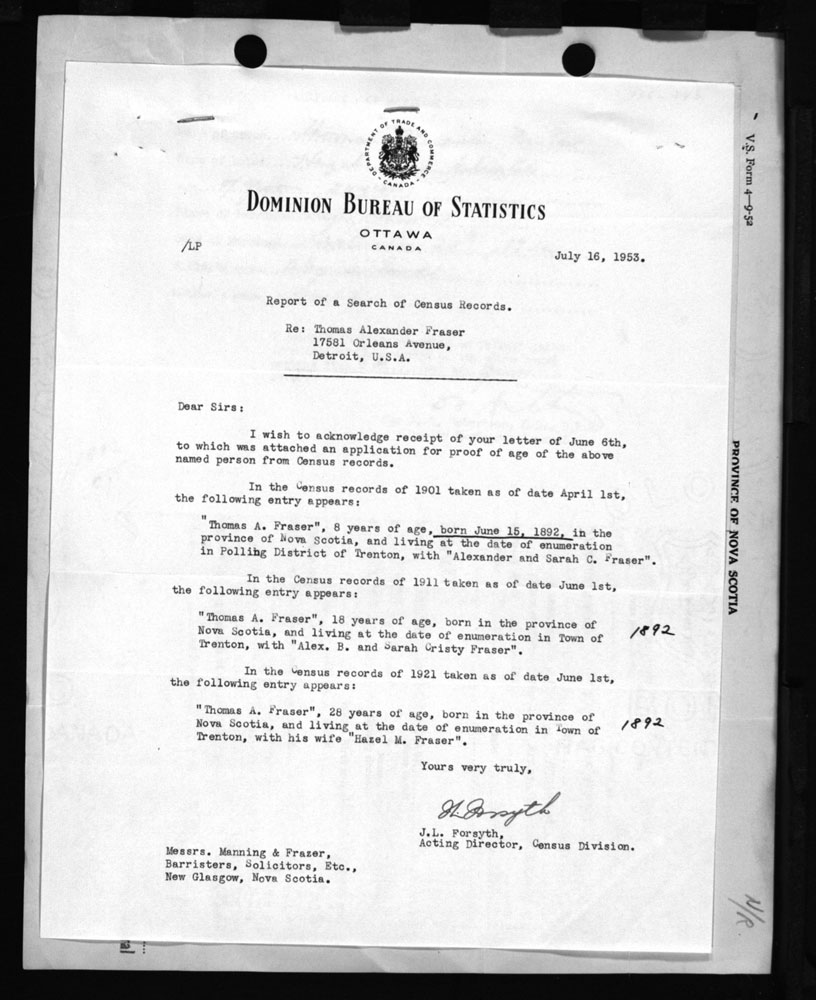 DEPARTMENT OF TRADE AND COMMERCE
CANADA
DOMINION BUREAU OF STATISTICS
OTTAWA
CANADA
/LP
July 16, 1953.
Report of a Search of Census Records.
Re: Thomas Alexander Fraser
17581 Orleans Avenue,
Detroit, U.S.A.
Dear Sirs:
I wish to acknowledge receipt of your letter of June 6th,
to which was attached an application for proof of age of the above
named person from Census records.
In the Census records of 1901 taken as of date April 1st,
the following entry appears:
"Thomas A. Fraser", 8 years of age, born June 15, 1892, in the
province of Nova Scotia, and living at the date of enumeration
in Polling District of Trenton, with "Alexander and Sarah C. Fraser".
In the Census records of 1911 taken as of date June 1st,
the following entry appears:
"Thomas A. Fraser", 18 years of age, born in the province of
Nova Scotia, and living at the date of enumeration in Town of
Trenton, with "Alex. B. and Sarah Cristy Fraser".
1892
In the Census records of 1921 taken as of date June 1st,
the following entry appears:
"Thomas A. Fraser", 28 years of age, born in the province of
Nova Scotia, and living at the date of enumeration in Town of
Trenton, with his wife "Hazel M. Fraser".
1892
Yours very truly,
JL Forsyth
J.L. Forsyth,
Acting Director, Census Division.
Messrs. Manning & Frazer,
Barristers, Solicitors, Etc.,
New Glasgow, Nova Scotia.
V.S. Form 4—9-52
PROVINCE OF NOVA SCOTIA
N/R